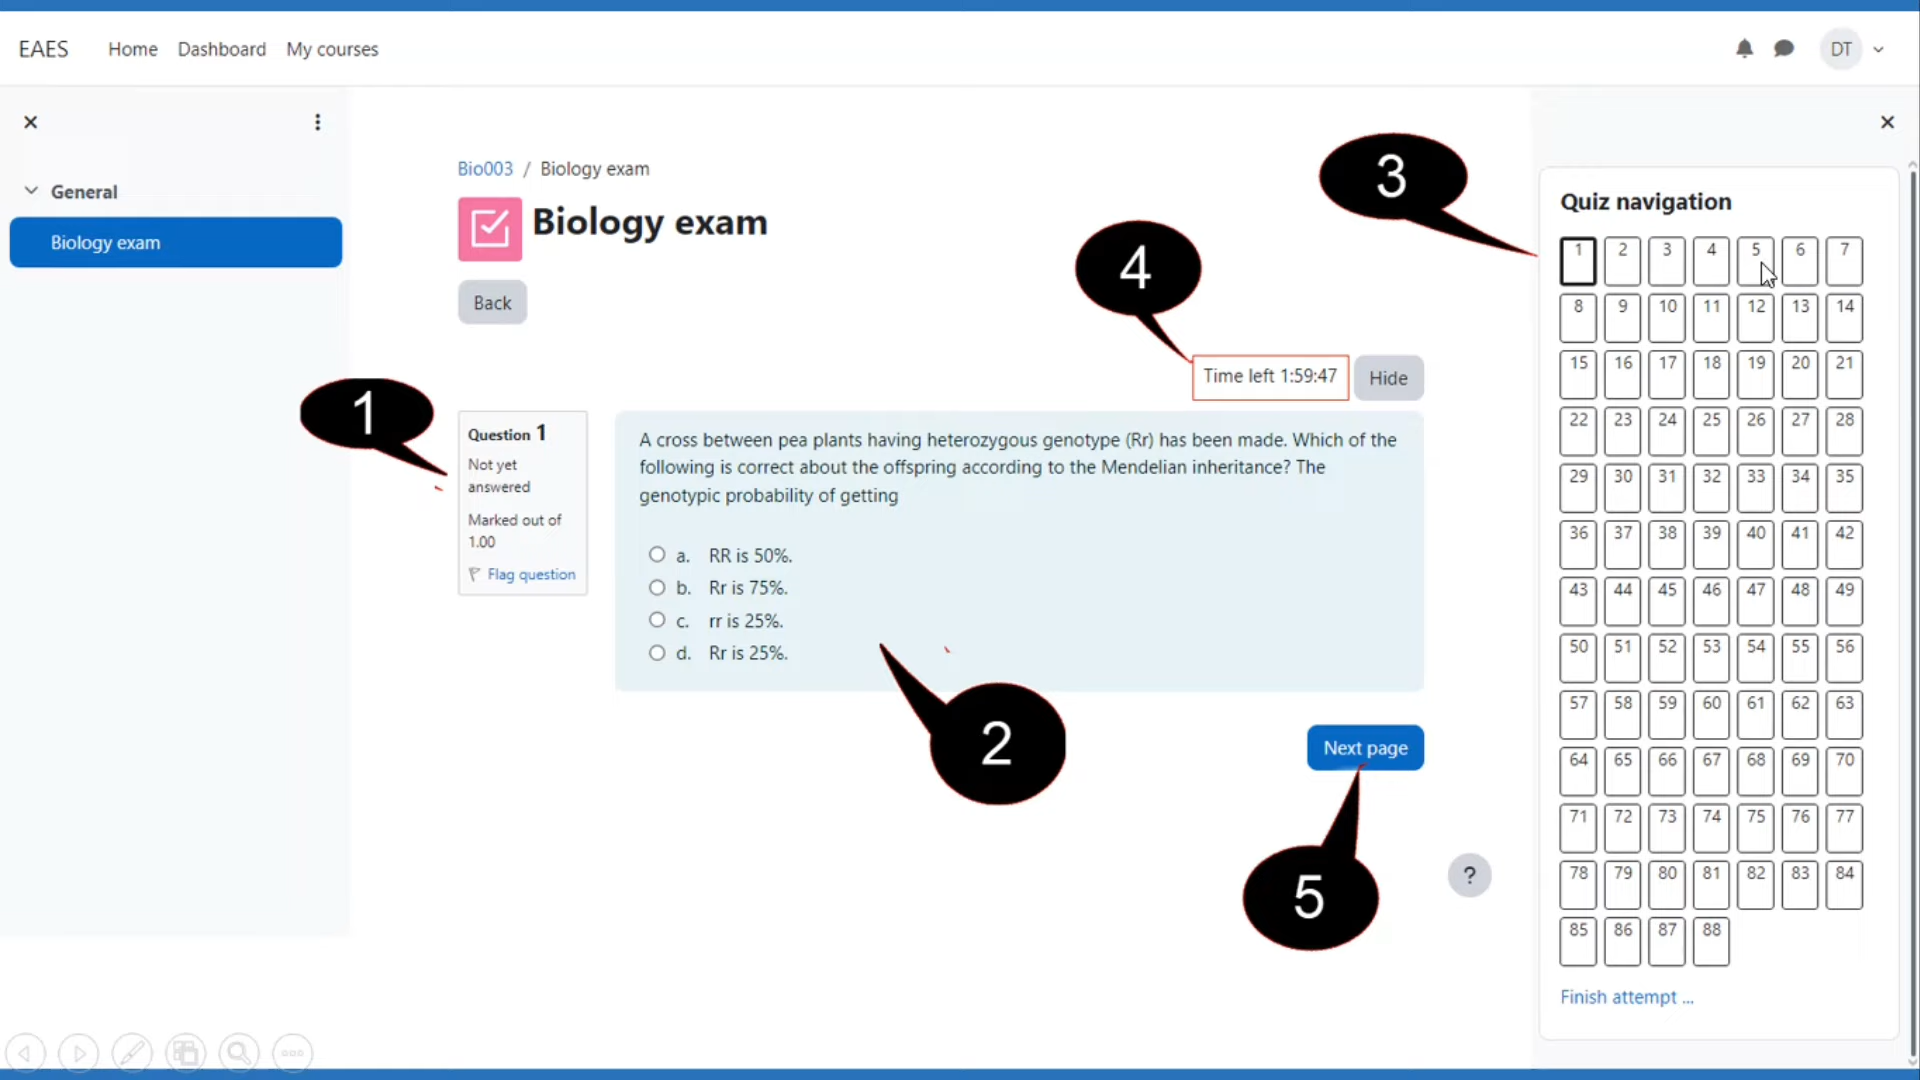 EAES Home Dashboard My courses DT
General
Biology exam
Bio003 / Biology exam
Biology exam
Back
Time left 1:59:47 Hide
Question 1
Not yet
answered
Marked out of
1.00
Flag question
A cross between pea plants having heterozygous genotype (Rr) has been made. Which of the
following is correct about the offspring according to the Mendelian inheritance? The
genotypic probability of getting
a. RR is 50%.
b. Rr is 75%.
c. rr is 25%.
d. Rr is 25%.
Next page
1
2
3
4
5
?
Quiz navigation
1 2 3 4 5 6 7
8 9 10 11 12 13 14
15 16 17 18 19 20 21
22 23 24 25 26 27 28
29 30 31 32 33 34 35
36 37 38 39 40 41 42
43 44 45 46 47 48 49
50 51 52 53 54 55 56
57 58 59 60 61 62 63
64 65 66 67 68 69 70
71 72 73 74 75 76 77
78 79 80 81 82 83 84
85 86 87 88
Finish attempt ...